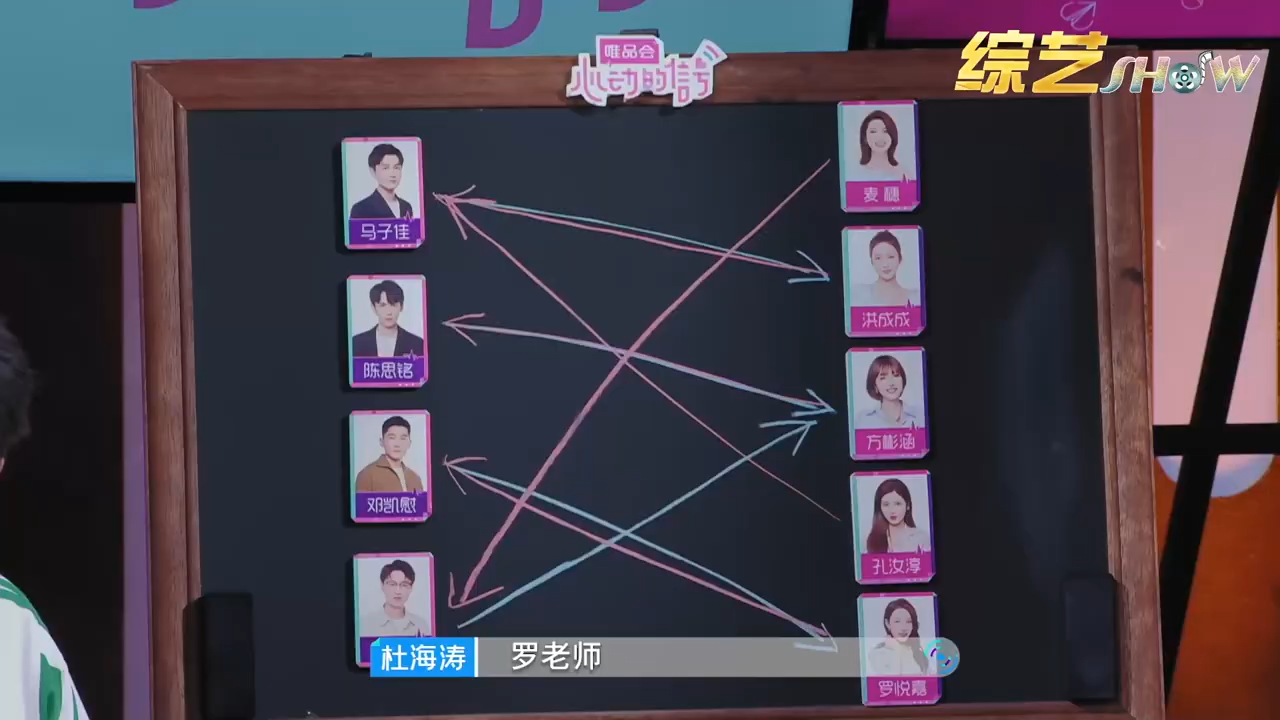 唯品会
心动的信号
综艺SHOW
马子佳
陈思铭
邓凯慰
麦穗
洪成成
方彬涵
孔汝淳
罗悦嘉
杜海涛
罗老师